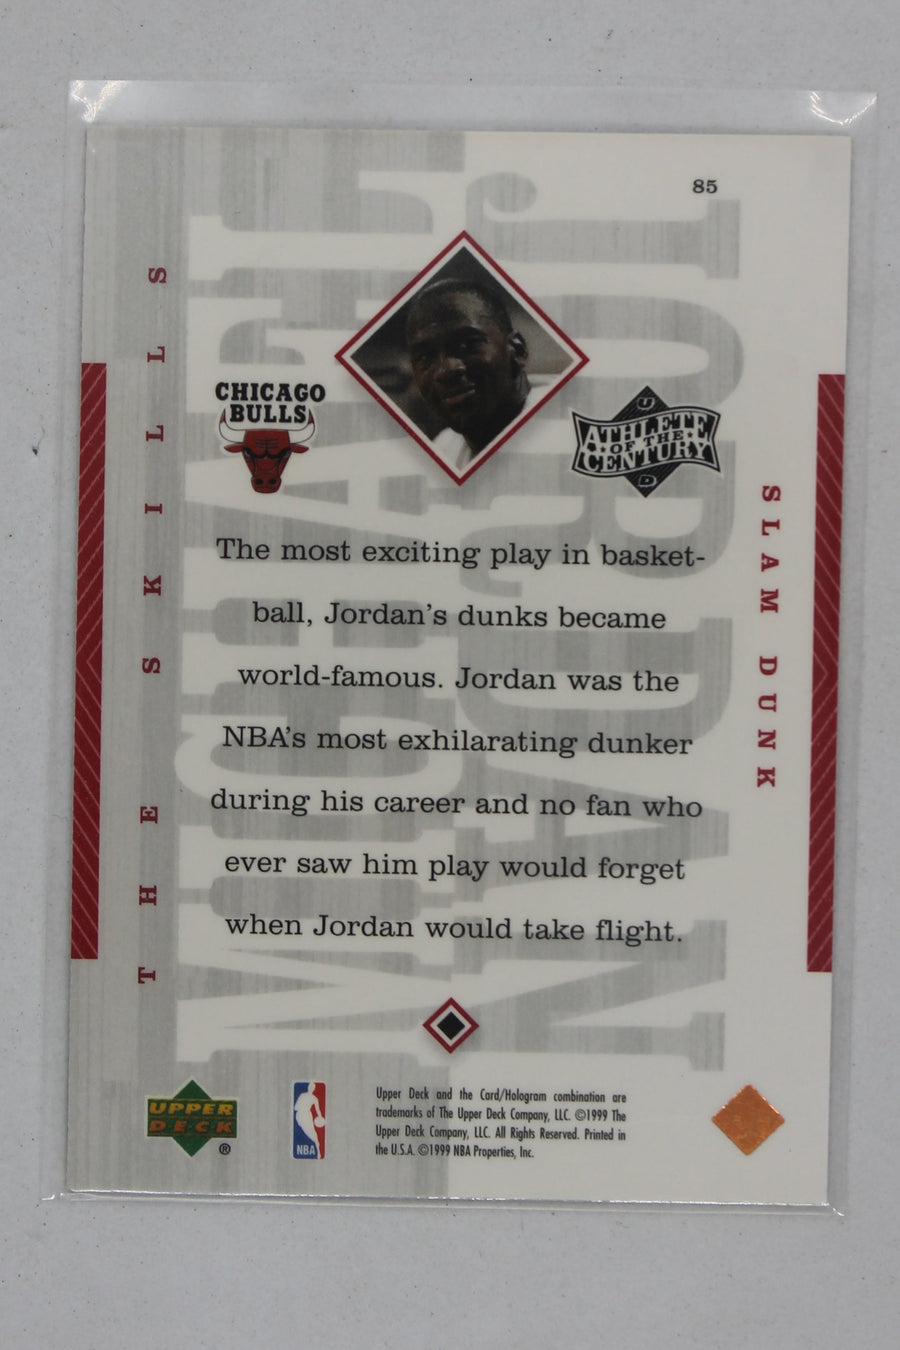 85
CHICAGO
BULLS
U
ATHLETE
OF THE
CENTURY
D
THE SKILLS
SLAM DUNK
MICHAEL
JORDAN
The most exciting play in basket-
ball, Jordan's dunks became
world-famous. Jordan was the
NBA's most exhilarating dunker
during his career and no fan who
ever saw him play would forget
when Jordan would take flight.
UPPER
DECK
®
NBA
Upper Deck and the Card/Hologram combination are
trademarks of The Upper Deck Company, LLC. ©1999 The
Upper Deck Company, LLC. All Rights Reserved. Printed in
the U.S.A. ©1999 NBA Properties, Inc.